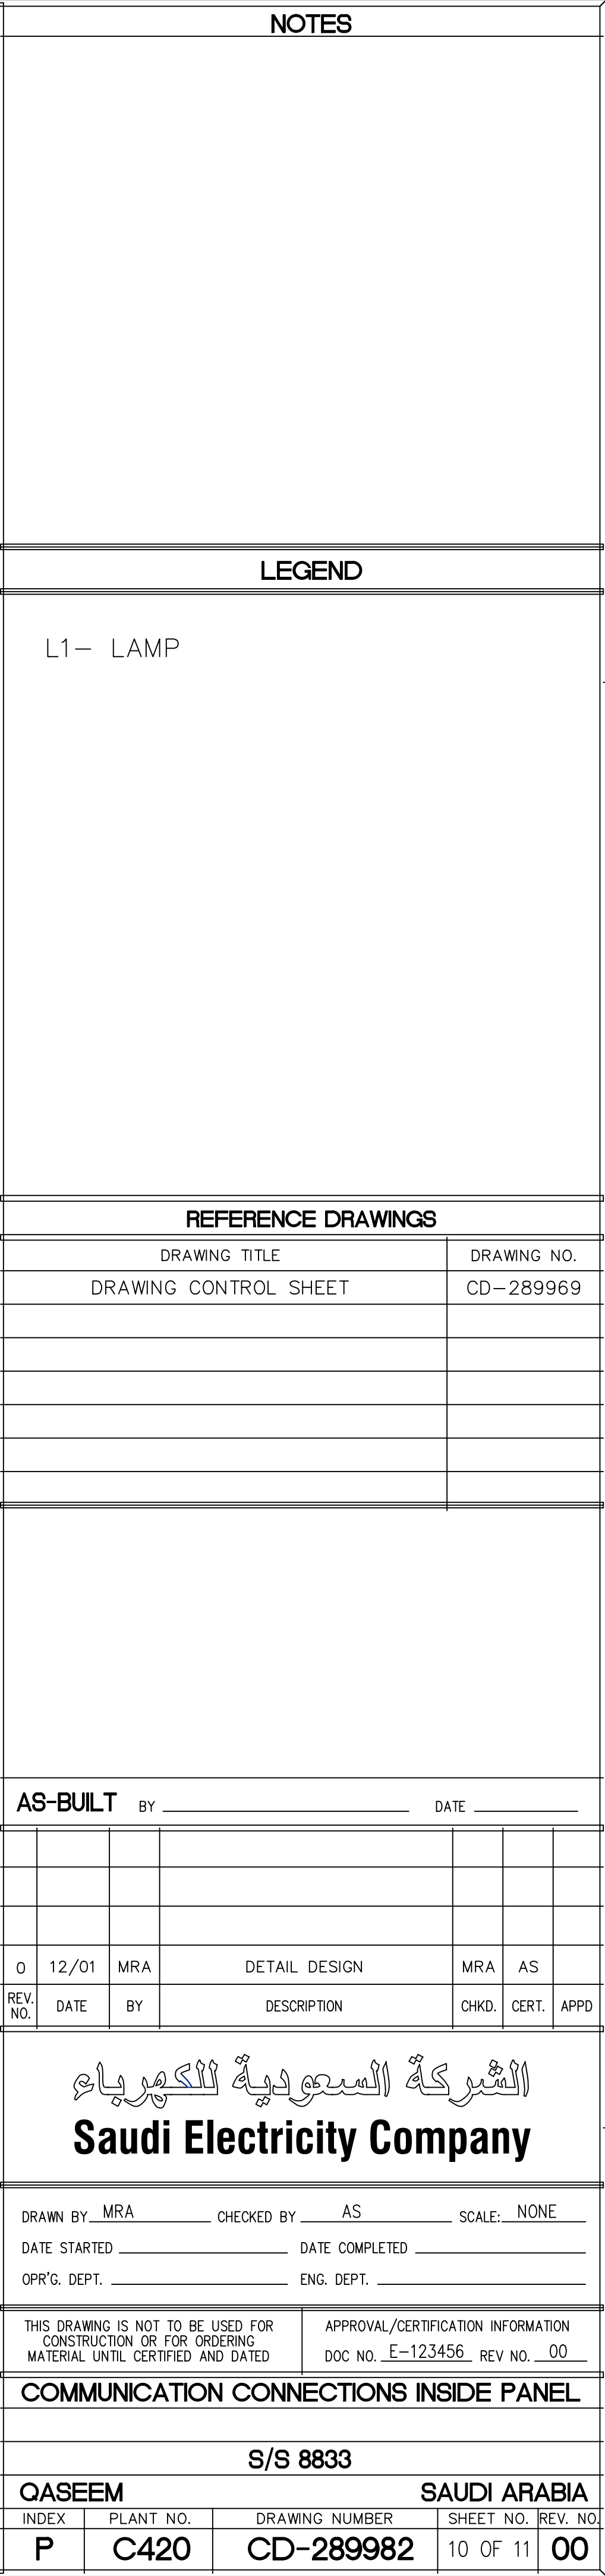 NOTES
LEGEND
L1- LAMP
REFERENCE DRAWINGS
DRAWING TITLE DRAWING NO.
DRAWING CONTROL SHEET CD-289969
AS-BUILT BY DATE
0 12/01 MRA DETAIL DESIGN MRA AS
REV. NO. DATE BY DESCRIPTION CHKD. CERT. APPD
الشركة السعودية للكهرباء
Saudi Electricity Company
DRAWN BY MRA CHECKED BY AS SCALE: NONE
DATE STARTED DATE COMPLETED
OPR'G. DEPT. ENG. DEPT.
THIS DRAWING IS NOT TO BE USED FOR
CONSTRUCTION OR FOR ORDERING
MATERIAL UNTIL CERTIFIED AND DATED
APPROVAL/CERTIFICATION INFORMATION
DOC NO. E-123456 REV NO. 00
COMMUNICATION CONNECTIONS INSIDE PANEL
S/S 8833
QASEEM SAUDI ARABIA
INDEX PLANT NO. DRAWING NUMBER SHEET NO. REV. NO.
P C420 CD-289982 10 OF 11 00